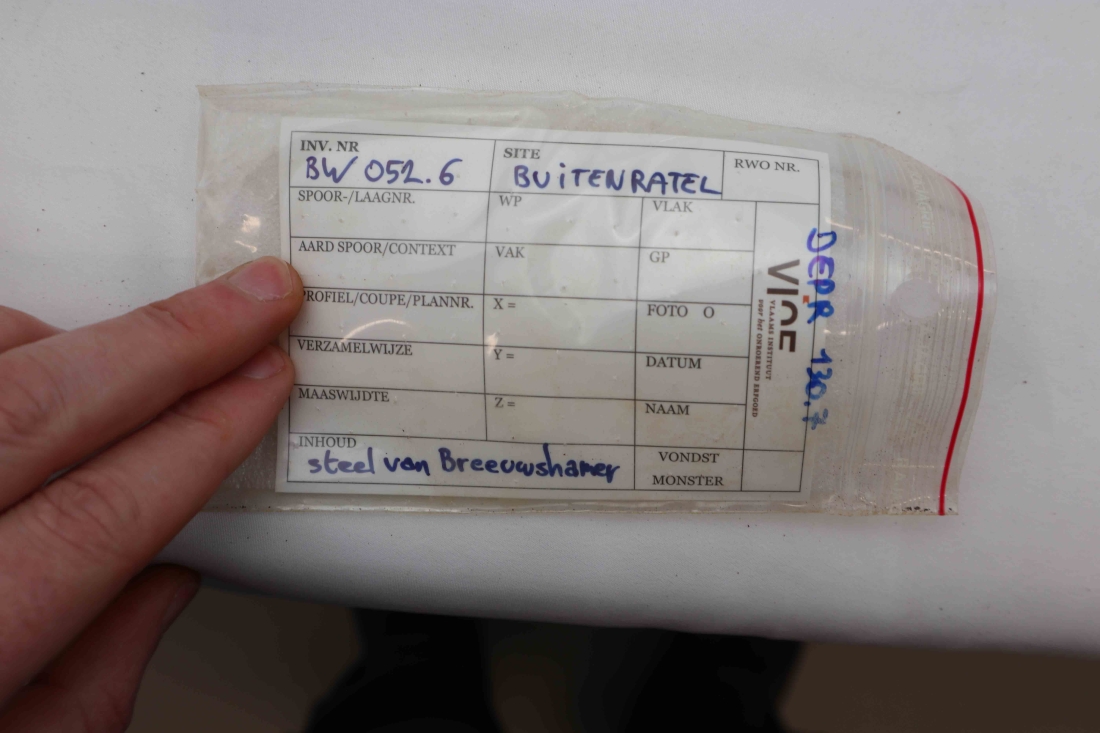 INV. NR
BW 052.6
SITE
BUiTENRATEL
RWO NR.
SPOOR-/LAAGNR.
WP
VLAK
AARD SPOOR/CONTEXT
VAK
GP
PROFIEL/COUPE/PLANNR.
X =
FOTO O
VERZAMELWIJZE
Y =
DATUM
MAASWIJDTE
Z =
NAAM
INHOUD
steel van Breeuwshamer
VONDST
MONSTER
VIOE
VLAAMS INSTITUUT
voor het ONROEREND ERFGOED
DEPR 130.7